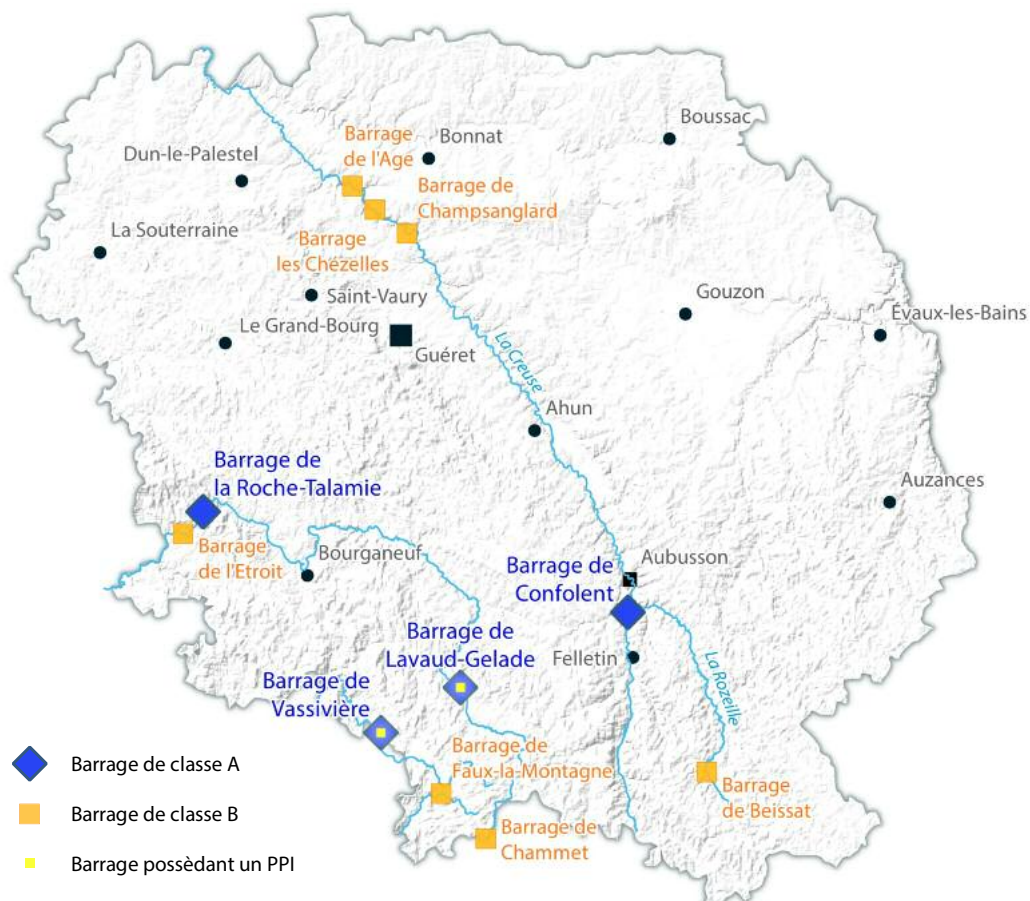 Boussac
Barrage
de l'Age
Bonnat
Dun-le-Palestel
Barrage de
Champsanglard
La Souterraine
Barrage
les Chézelles
Saint-Vaury
Gouzon
Évaux-les-Bains
Le Grand-Bourg
Guéret
La Creuse
Ahun
Barrage de
la Roche-Talamie
Auzances
Barrage
de l'Etroit
Bourganeuf
Aubusson
Barrage de
Confolent
Barrage de
Lavaud-Gelade
Felletin
La Rozeille
Barrage de
Vassivière
Barrage de
Faux-la-Montagne
Barrage
de Beissat
Barrage de
Chammet
Barrage de classe A
Barrage de classe B
Barrage possèdant un PPI